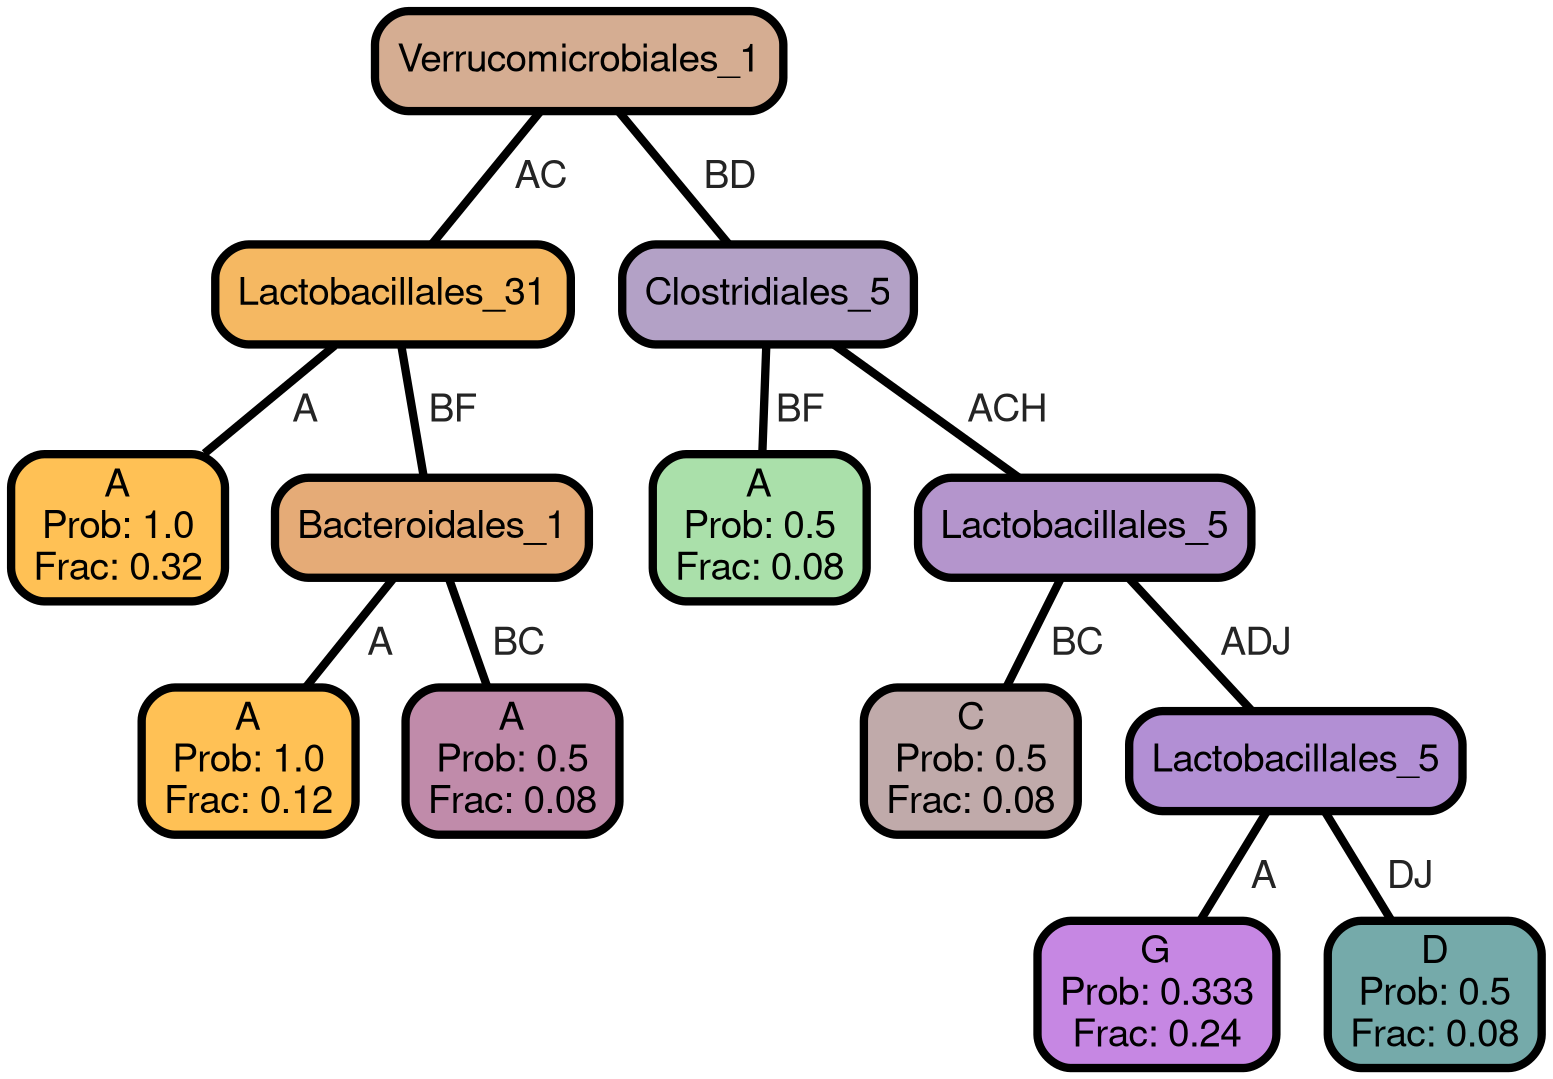 Verrucomicrobiales_1
AC
BD
Lactobacillales_31
Clostridiales_5
A
BF
BF
ACH
A
Prob: 1.0
Frac: 0.32
Bacteroidales_1
A
Prob: 0.5
Frac: 0.08
Lactobacillales_5
A
BC
BC
ADJ
A
Prob: 1.0
Frac: 0.12
A
Prob: 0.5
Frac: 0.08
C
Prob: 0.5
Frac: 0.08
Lactobacillales_5
A
DJ
G
Prob: 0.333
Frac: 0.24
D
Prob: 0.5
Frac: 0.08